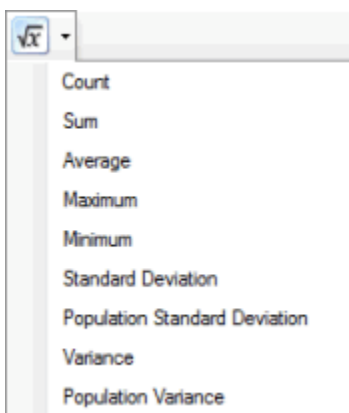 √x
Count
Sum
Average
Maximum
Minimum
Standard Deviation
Population Standard Deviation
Variance
Population Variance